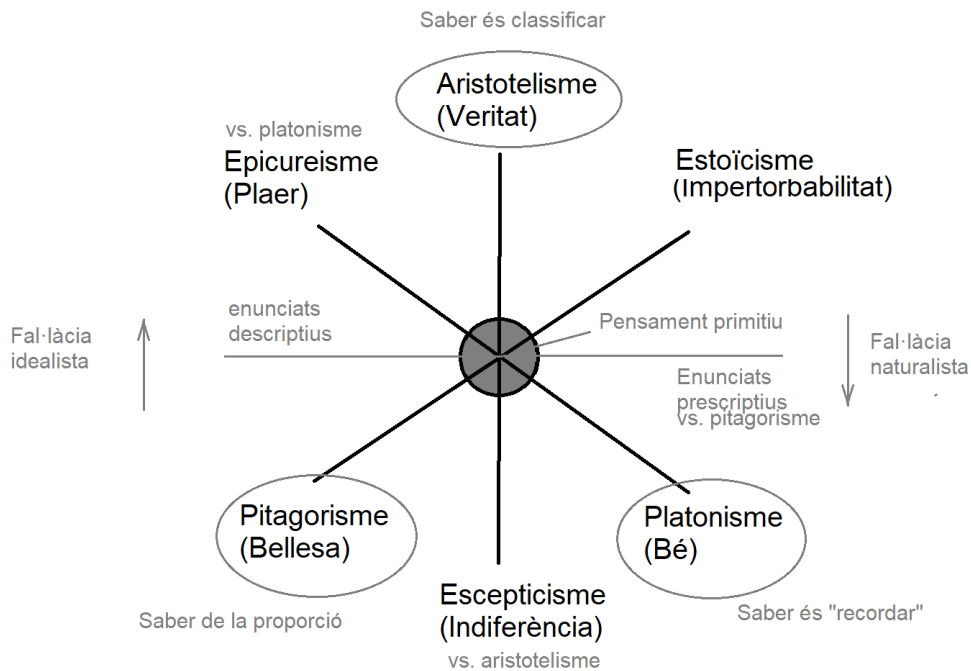 Saber és classificar
Aristotelisme
(Veritat)
vs. platonisme
Epicureisme
(Plaer)
Estoïcisme
(Impertorbabilitat)
enunciats
descriptius
Pensament primitiu
Fal·làcia
idealista
Fal·làcia
naturalista
Enunciats
prescriptius
vs. pitagorisme
Pitagorisme
(Bellesa)
Platonisme
(Bé)
Escepticisme
(Indiferència)
Saber de la proporció
Saber és "recordar"
vs. aristotelisme